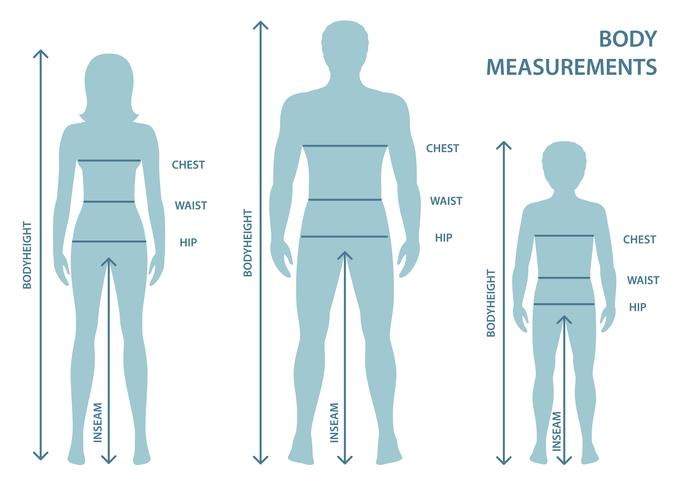 BODY
MEASUREMENTS
BODYHEIGHT
CHEST
WAIST
HIP
INSEAM
BODYHEIGHT
CHEST
WAIST
HIP
INSEAM
BODYHEIGHT
CHEST
WAIST
HIP
INSEAM